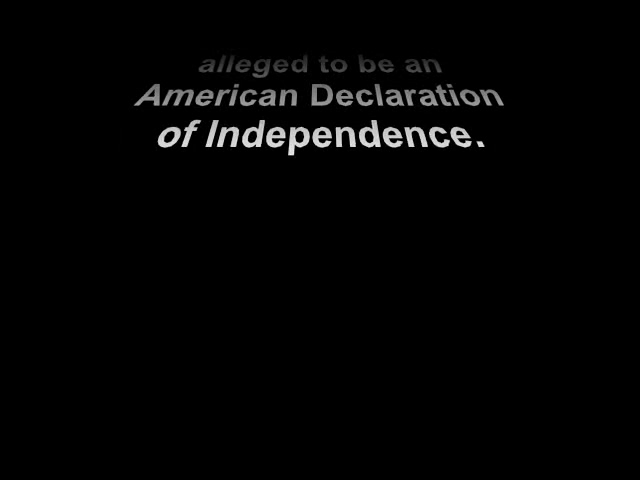 alleged to be an
American Declaration
of Independence.